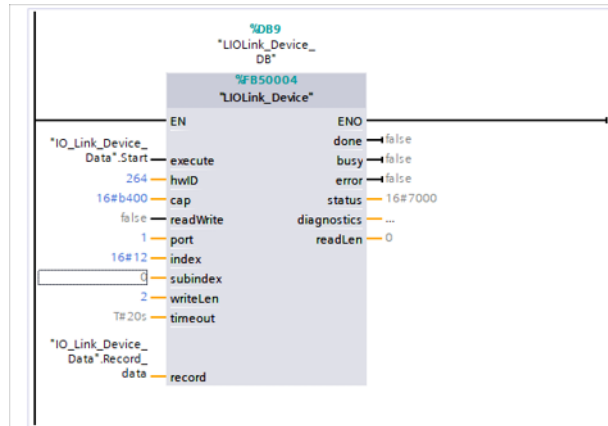 %DB9
"LIOLink_Device_
DB"
%FB50004
"LIOLink_Device"
EN ENO
done false
"IO_Link_Device_
Data".Start execute busy false
264 hwID error false
16#b400 cap status 16#7000
false readWrite diagnostics ...
1 port readLen 0
16#12 index
0 subindex
2 writeLen
T#20s timeout
"IO_Link_Device_
Data".Record_
data record